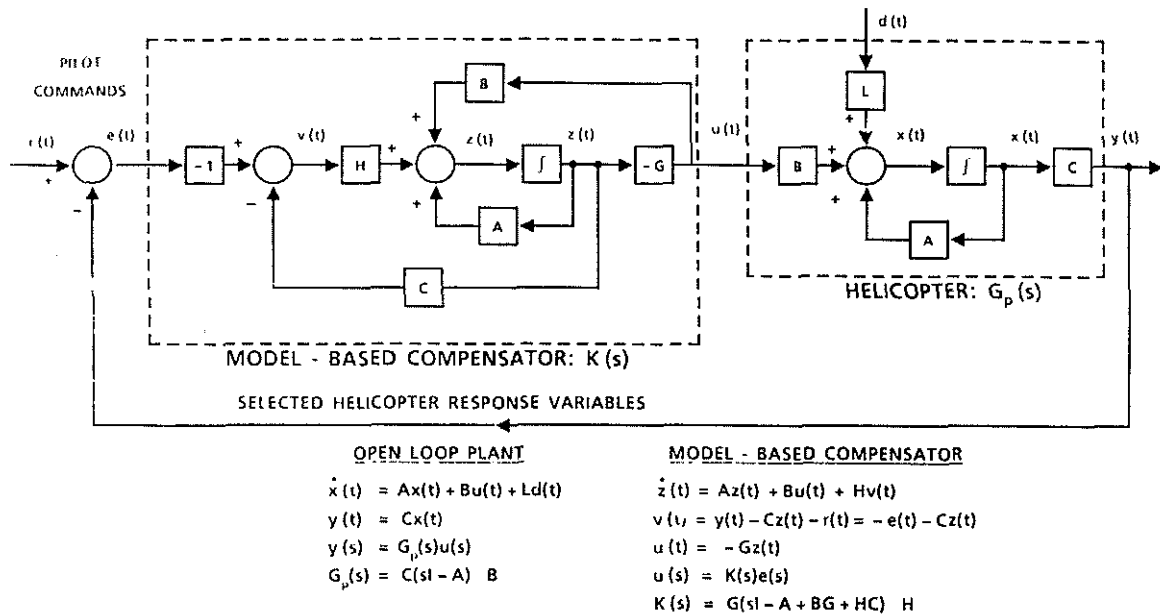 d(t)
PILOT
COMMANDS
B
L
r(t)
e(t)
v(t)
z(t)
z(t)
u(t)
x(t)
x(t)
y(t)
+
−
−1
+
−
H
+
+
+
∫
−G
B
+
+
+
∫
C
A
A
C
HELICOPTER: Gp(s)
MODEL - BASED COMPENSATOR: K(s)
SELECTED HELICOPTER RESPONSE VARIABLES
OPEN LOOP PLANT
ẋ(t) = Ax(t) + Bu(t) + Ld(t)
y(t) = Cx(t)
y(s) = Gp(s)u(s)
Gp(s) = C(sI − A) B
MODEL - BASED COMPENSATOR
ż(t) = Az(t) + Bu(t) + Hv(t)
v(t) = y(t) − Cz(t) − r(t) = −e(t) − Cz(t)
u(t) = −Gz(t)
u(s) = K(s)e(s)
K(s) = G(sI − A + BG + HC) H